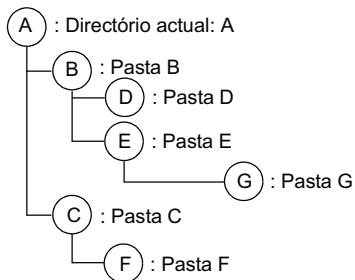 A : Directório actual: A
B : Pasta B
D : Pasta D
E : Pasta E
G : Pasta G
C : Pasta C
F : Pasta F